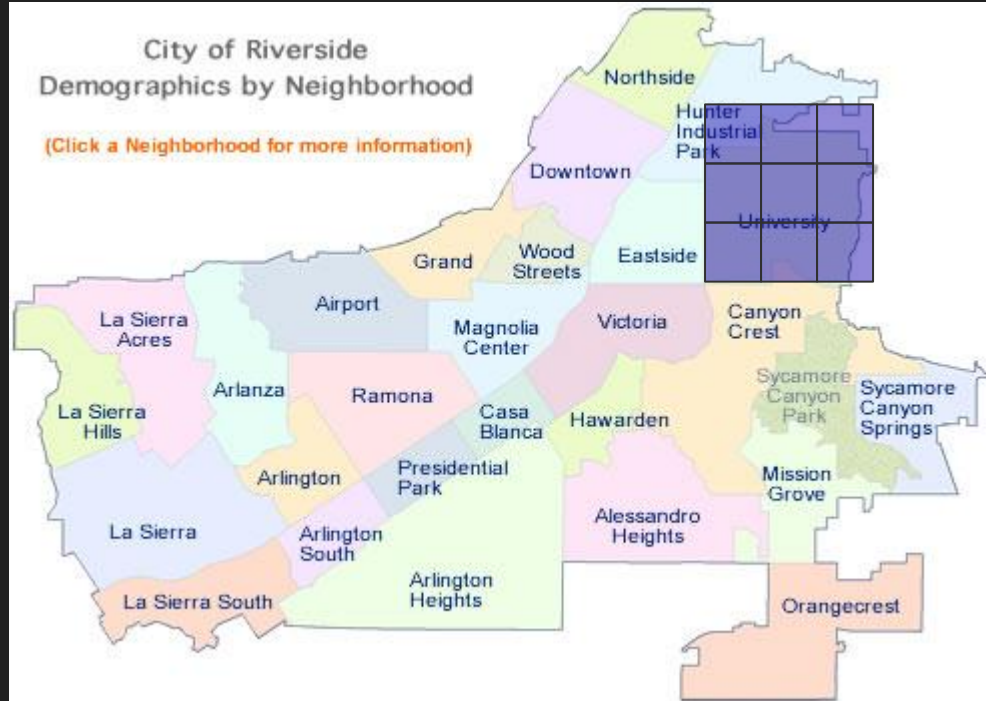 City of Riverside
Demographics by Neighborhood
(Click a Neighborhood for more information)
Northside
Hunter
Industrial
Park
Downtown
University
Eastside
Wood
Streets
Grand
Airport
La Sierra
Acres
Magnolia
Center
Victoria
Canyon
Crest
Arlanza
Ramona
Sycamore
Canyon
Park
Sycamore
Canyon
Springs
La Sierra
Hills
Casa
Blanca
Hawarden
Arlington
Presidential
Park
Mission
Grove
La Sierra
Arlington
South
Alessandro
Heights
La Sierra South
Arlington
Heights
Orangecrest